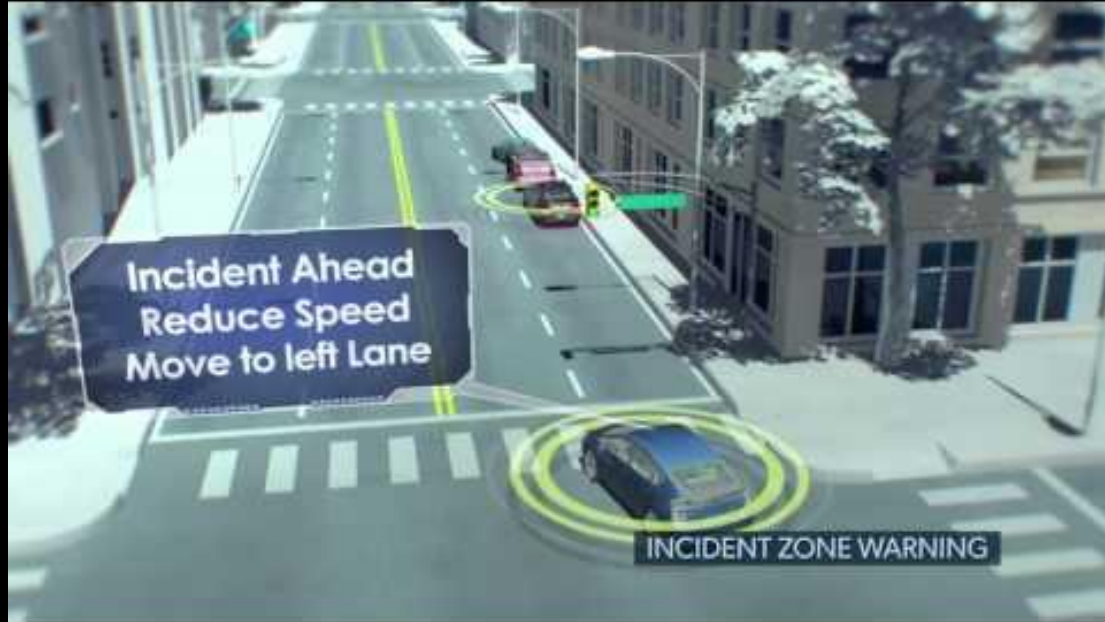 Incident Ahead
Reduce Speed
Move to left Lane
INCIDENT ZONE WARNING